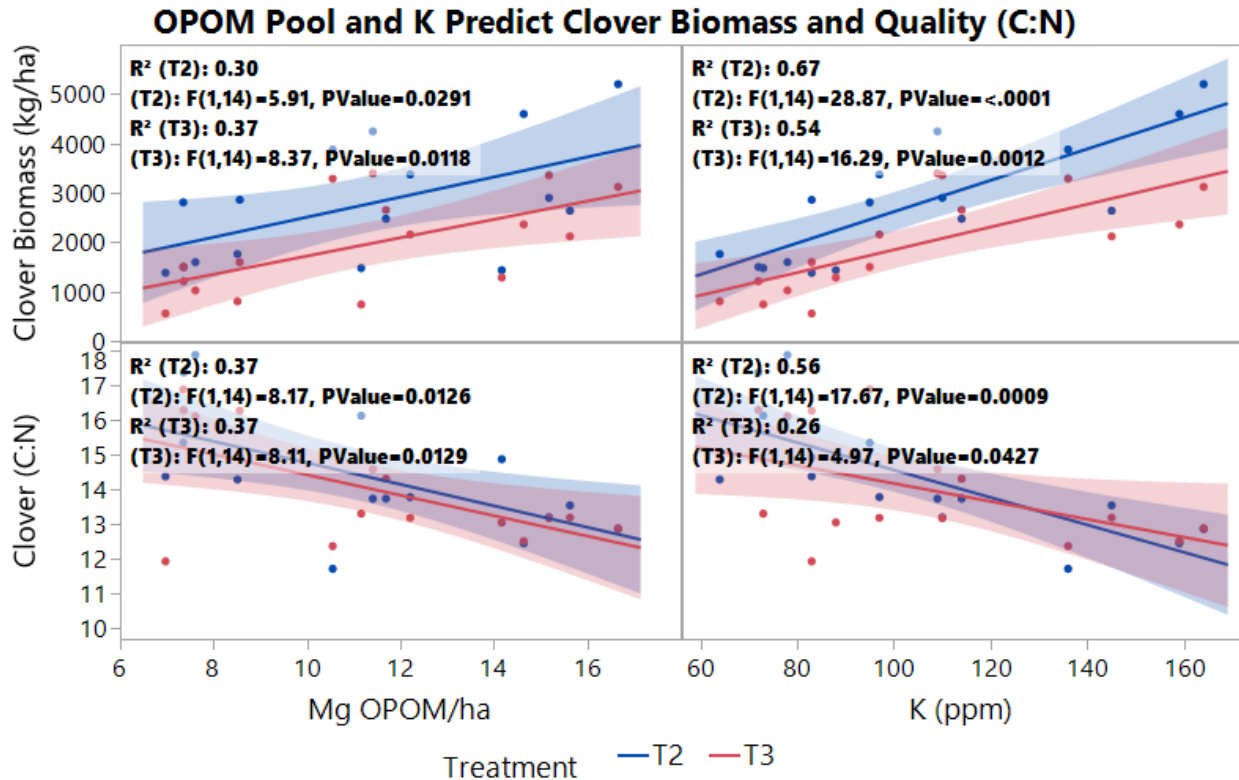 OPOM Pool and K Predict Clover Biomass and Quality (C:N)
Clover Biomass (kg/ha)
5000
4000
3000
2000
1000
0
R² (T2): 0.30
(T2): F(1,14)=5.91, PValue=0.0291
R² (T3): 0.37
(T3): F(1,14)=8.37, PValue=0.0118
R² (T2): 0.67
(T2): F(1,14)=28.87, PValue=<.0001
R² (T3): 0.54
(T3): F(1,14)=16.29, PValue=0.0012
Clover (C:N)
18
17
16
15
14
13
12
11
10
R² (T2): 0.37
(T2): F(1,14)=8.17, PValue=0.0126
R² (T3): 0.37
(T3): F(1,14)=8.11, PValue=0.0129
R² (T2): 0.56
(T2): F(1,14)=17.67, PValue=0.0009
R² (T3): 0.26
(T3): F(1,14)=4.97, PValue=0.0427
6 8 10 12 14 16
60 80 100 120 140 160
Mg OPOM/ha
K (ppm)
Treatment T2 T3